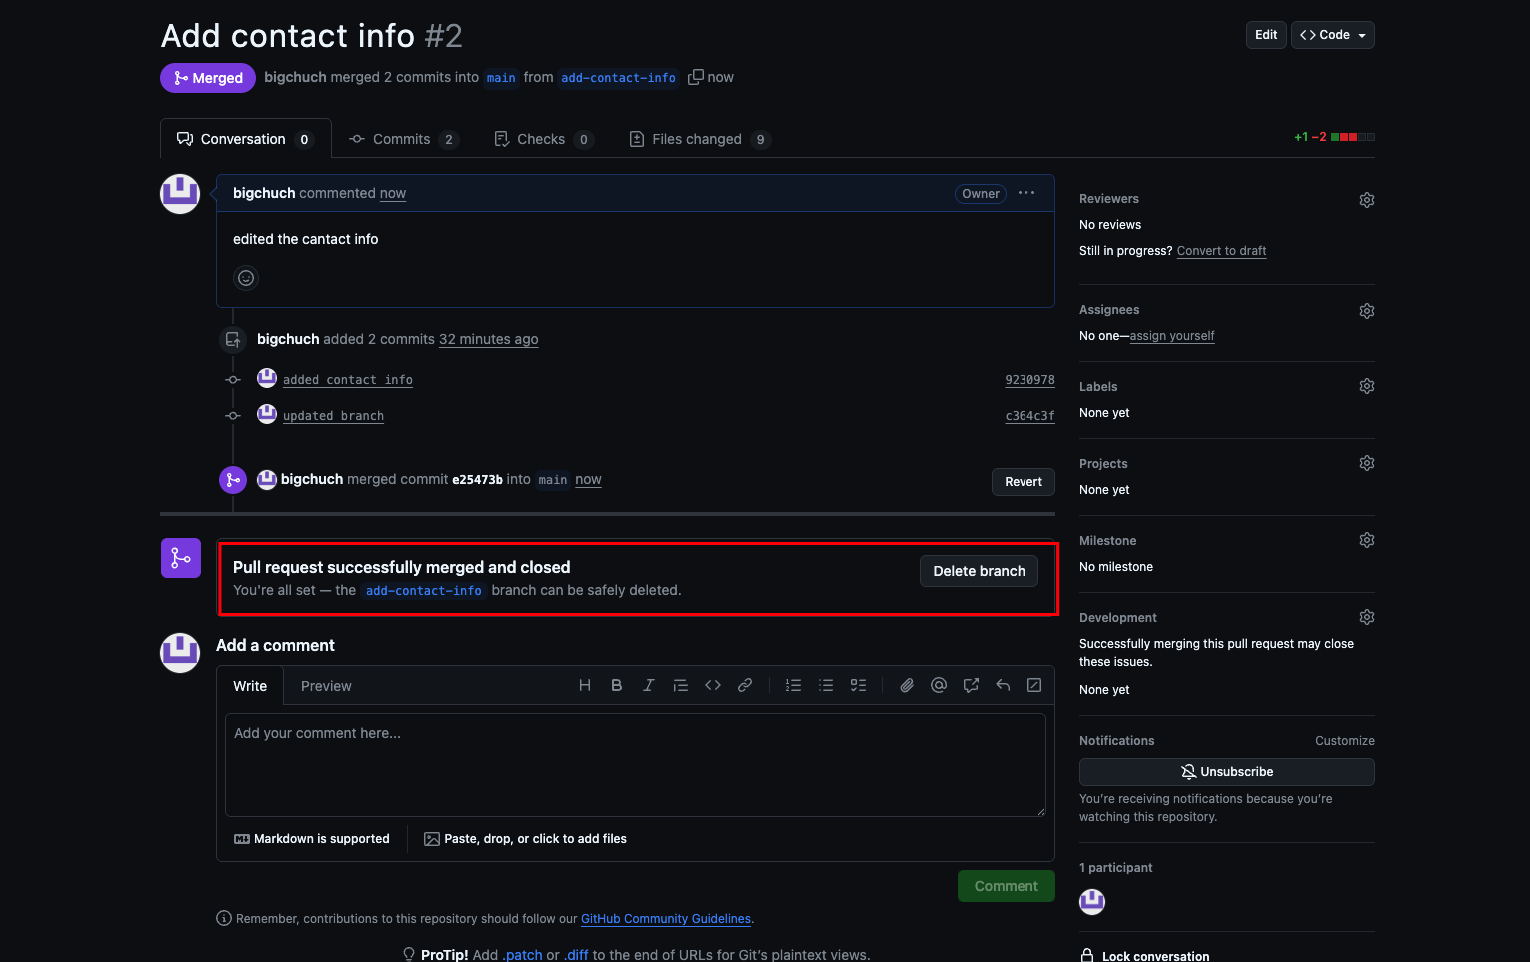 Add contact info #2
Edit
Code
Merged
bigchuch merged 2 commits into main from add-contact-info now
Conversation 0
Commits 2
Checks 0
Files changed 9
+1 −2
bigchuch commented now
Owner
edited the cantact info
bigchuch added 2 commits 32 minutes ago
added contact info
9230978
updated branch
c364c3f
bigchuch merged commit e25473b into main now
Revert
Pull request successfully merged and closed
You're all set — the add-contact-info branch can be safely deleted.
Delete branch
Add a comment
Write
Preview
Add your comment here...
Markdown is supported
Paste, drop, or click to add files
Comment
Remember, contributions to this repository should follow our GitHub Community Guidelines.
ProTip! Add .patch or .diff to the end of URLs for Git's plaintext views.
Reviewers
No reviews
Still in progress? Convert to draft
Assignees
No one—assign yourself
Labels
None yet
Projects
None yet
Milestone
No milestone
Development
Successfully merging this pull request may close
these issues.
None yet
Notifications
Customize
Unsubscribe
You're receiving notifications because you're
watching this repository.
1 participant
Lock conversation